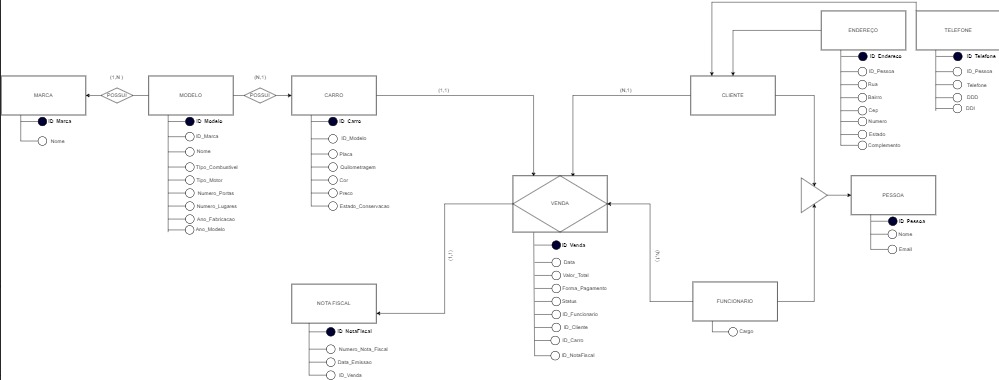 MARCA
ID_Marca
Nome
(1,N)
POSSUI
MODELO
ID_Modelo
ID_Marca
Nome
Tipo_Combustivel
Tipo_Motor
Numero_Portas
Numero_Lugares
Ano_Fabricacao
Ano_Modelo
(N,1)
POSSUI
CARRO
ID_Carro
ID_Modelo
Placa
Quilometragem
Cor
Preco
Estado_Conservacao
(1,1)
(N,1)
CLIENTE
ENDEREÇO
ID_Endereco
ID_Pessoa
Rua
Bairro
Cep
Numero
Estado
Complemento
TELEFONE
ID_Telefone
ID_Pessoa
Telefone
DDD
DDI
VENDA
ID_Venda
Data
Valor_Total
Forma_Pagamento
Status
ID_Funcionario
ID_Cliente
ID_Carro
ID_NotaFiscal
(1,1)
(N,1)
PESSOA
ID_Pessoa
Nome
Email
NOTA FISCAL
ID_NotaFiscal
Numero_Nota_Fiscal
Data_Emissao
ID_Venda
FUNCIONARIO
Cargo